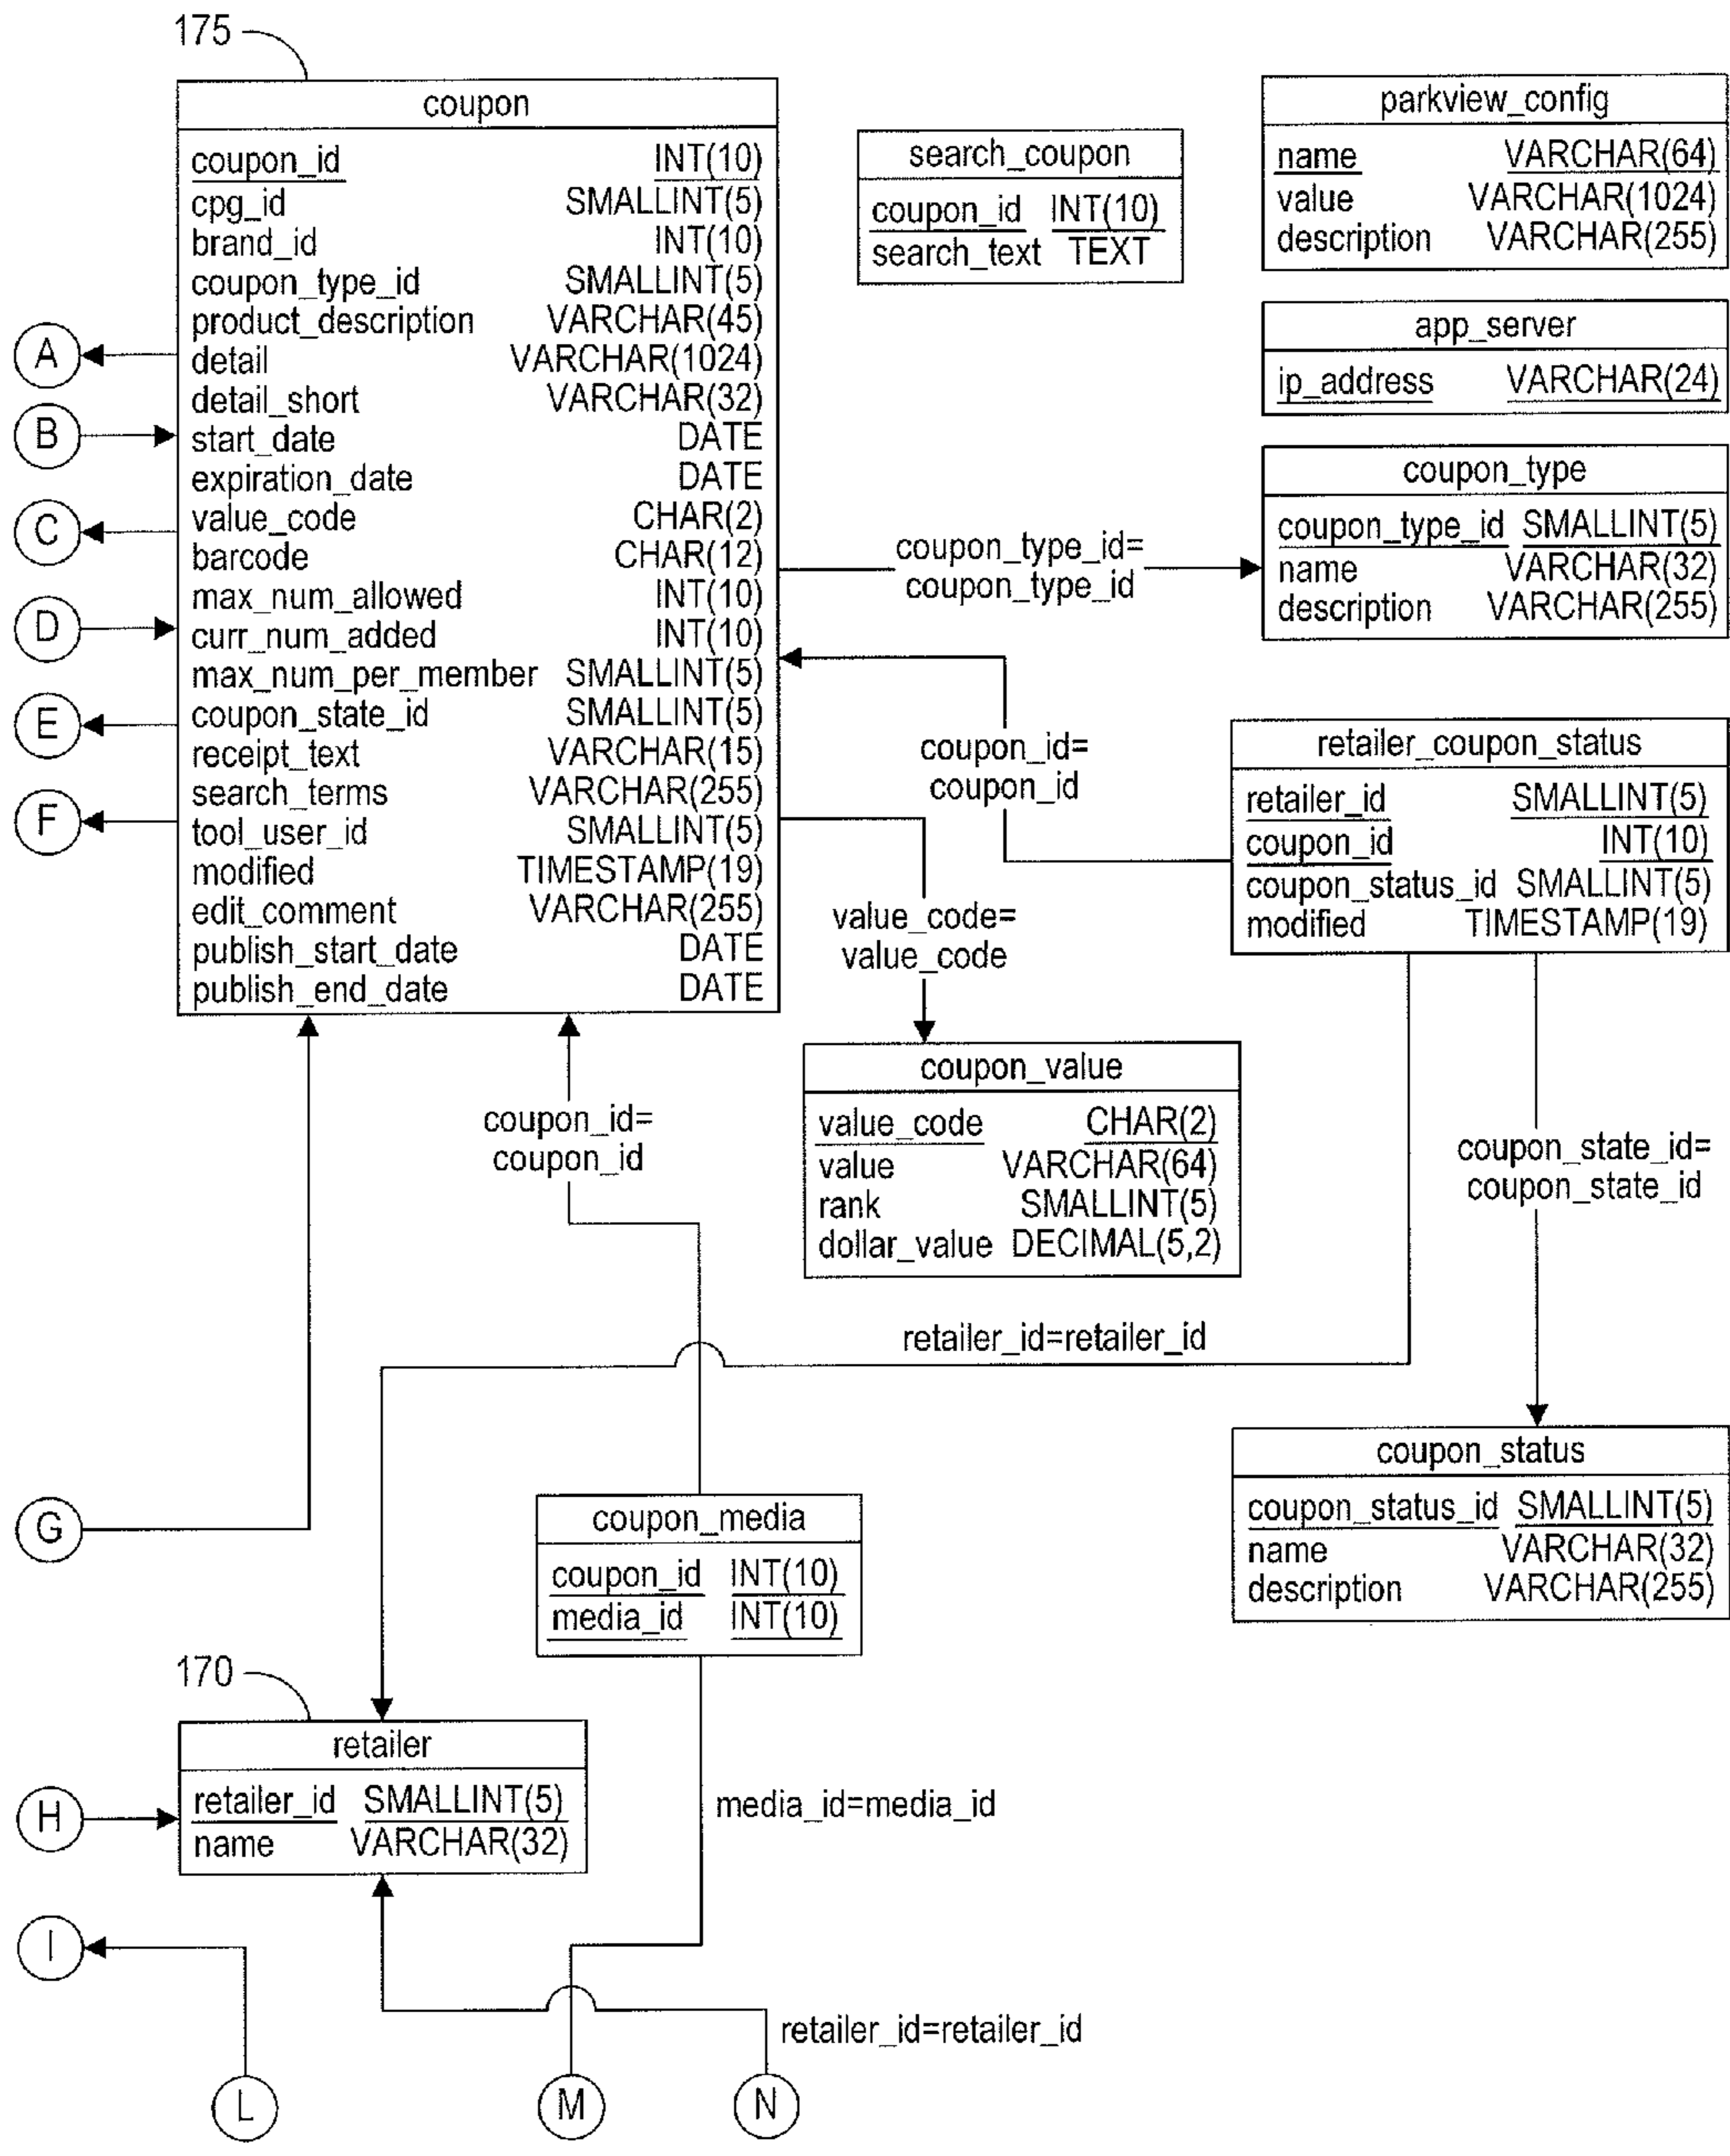 175
coupon
coupon_id INT(10)
cpg_id SMALLINT(5)
brand_id INT(10)
coupon_type_id SMALLINT(5)
product_description VARCHAR(45)
detail VARCHAR(1024)
detail_short VARCHAR(32)
start_date DATE
expiration_date DATE
value_code CHAR(2)
barcode CHAR(12)
max_num_allowed INT(10)
curr_num_added INT(10)
max_num_per_member SMALLINT(5)
coupon_state_id SMALLINT(5)
receipt_text VARCHAR(15)
search_terms VARCHAR(255)
tool_user_id SMALLINT(5)
modified TIMESTAMP(19)
edit_comment VARCHAR(255)
publish_start_date DATE
publish_end_date DATE
A
B
C
D
E
F
search_coupon
coupon_id INT(10)
search_text TEXT
parkview_config
name VARCHAR(64)
value VARCHAR(1024)
description VARCHAR(255)
app_server
ip_address VARCHAR(24)
coupon_type_id=
coupon_type_id
coupon_type
coupon_type_id SMALLINT(5)
name VARCHAR(32)
description VARCHAR(255)
coupon_id=
coupon_id
retailer_coupon_status
retailer_id SMALLINT(5)
coupon_id INT(10)
coupon_status_id SMALLINT(5)
modified TIMESTAMP(19)
value_code=
value_code
coupon_value
value_code CHAR(2)
value VARCHAR(64)
rank SMALLINT(5)
dollar_value DECIMAL(5,2)
coupon_id=
coupon_id
coupon_state_id=
coupon_state_id
retailer_id=retailer_id
coupon_status
coupon_status_id SMALLINT(5)
name VARCHAR(32)
description VARCHAR(255)
G
coupon_media
coupon_id INT(10)
media_id INT(10)
170
retailer
retailer_id SMALLINT(5)
name VARCHAR(32)
H
media_id=media_id
I
retailer_id=retailer_id
L
M
N